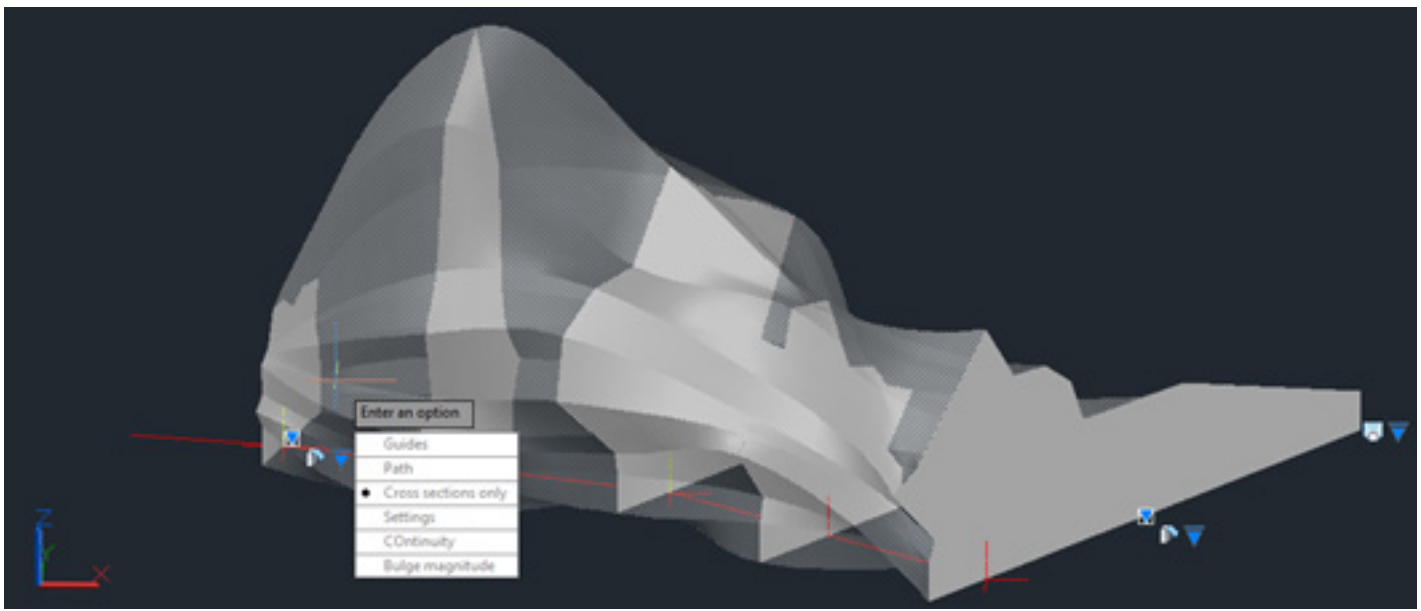 Enter an option
Guides
Path
Cross sections only
Settings
COntinuity
Bulge magnitude
Z
Y
X